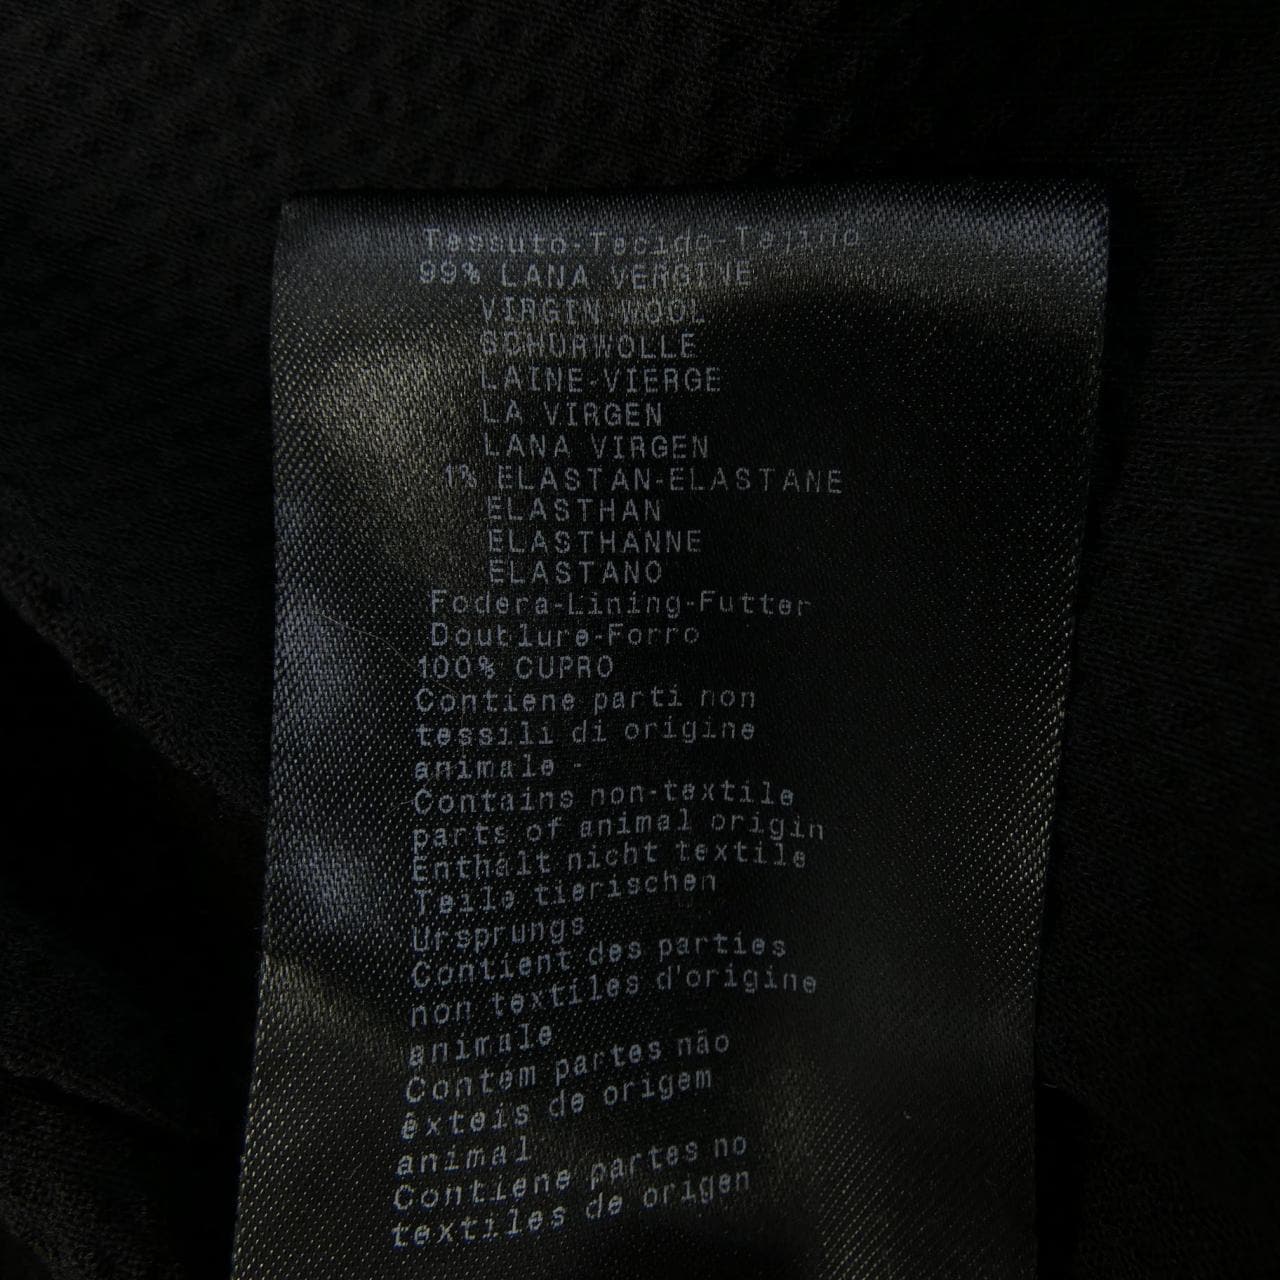 Tessuto-Tecido-Tejino
99% LANA VERGINE
VIRGIN-WOOL
SCHURWOLLE
LAINE-VIERGE
LA VIRGEN
LANA VIRGEN
1% ELASTAN-ELASTANE
ELASTHAN
ELASTHANNE
ELASTANO
Fodera-Lining-Futter
Doutlure-Forro
100% CUPRO
Contiene parti non
tessili di origine
animale -
Contains non-textile
parts of animal origin
Enthält nicht textile
Teile tierischen
Ursprungs
Contient des parties
non textiles d'origine
animale
Contém partes não
êxteis de origem
animal
Contiene partes no
textiles de origen